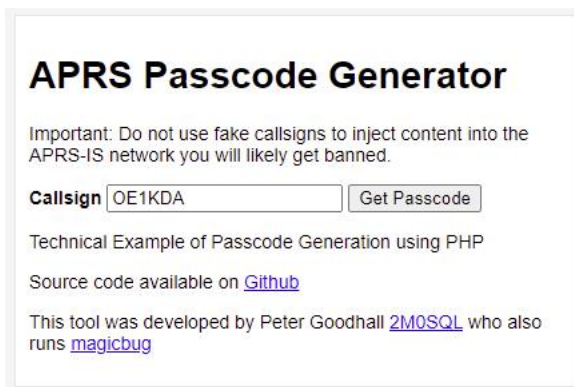 APRS Passcode Generator
Important: Do not use fake callsigns to inject content into the
APRS-IS network you will likely get banned.
Callsign OE1KDA Get Passcode
Technical Example of Passcode Generation using PHP
Source code available on Github
This tool was developed by Peter Goodhall 2M0SQL who also
runs magicbug